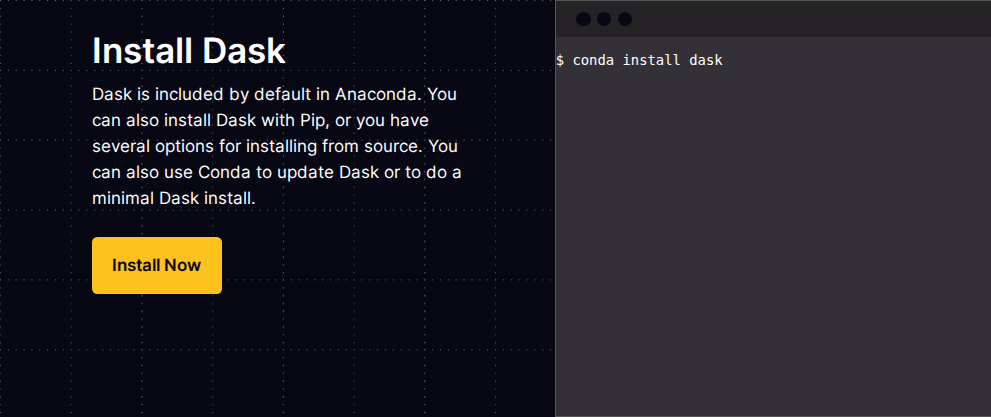 Install Dask
Dask is included by default in Anaconda. You
can also install Dask with Pip, or you have
several options for installing from source. You
can also use Conda to update Dask or to do a
minimal Dask install.
Install Now
$ conda install dask